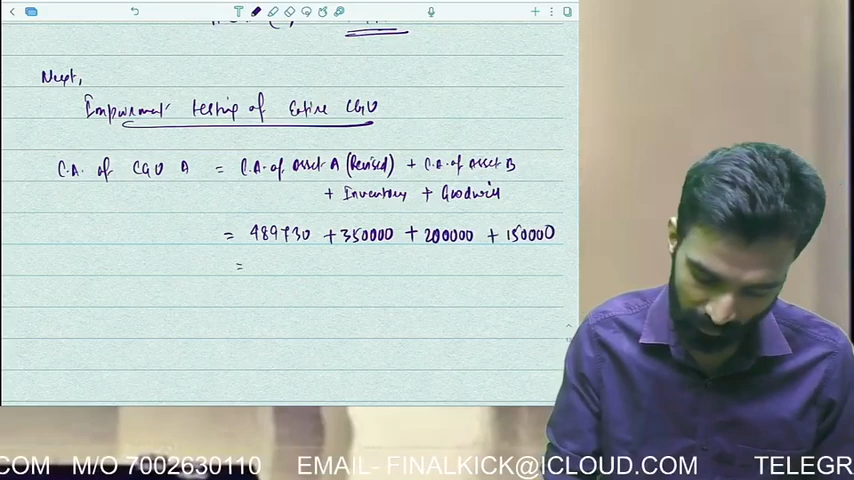 Next,
Impairment testing of Entire CGU
C.A. of CGU A = C.A. of Asset A (Revised) + C.A. of Asset B
+ Inventory + Goodwill
= 489730 + 350000 + 200000 + 150000
=
COM M/O 7002630110 EMAIL- FINALKICK@ICLOUD.COM TELEGR